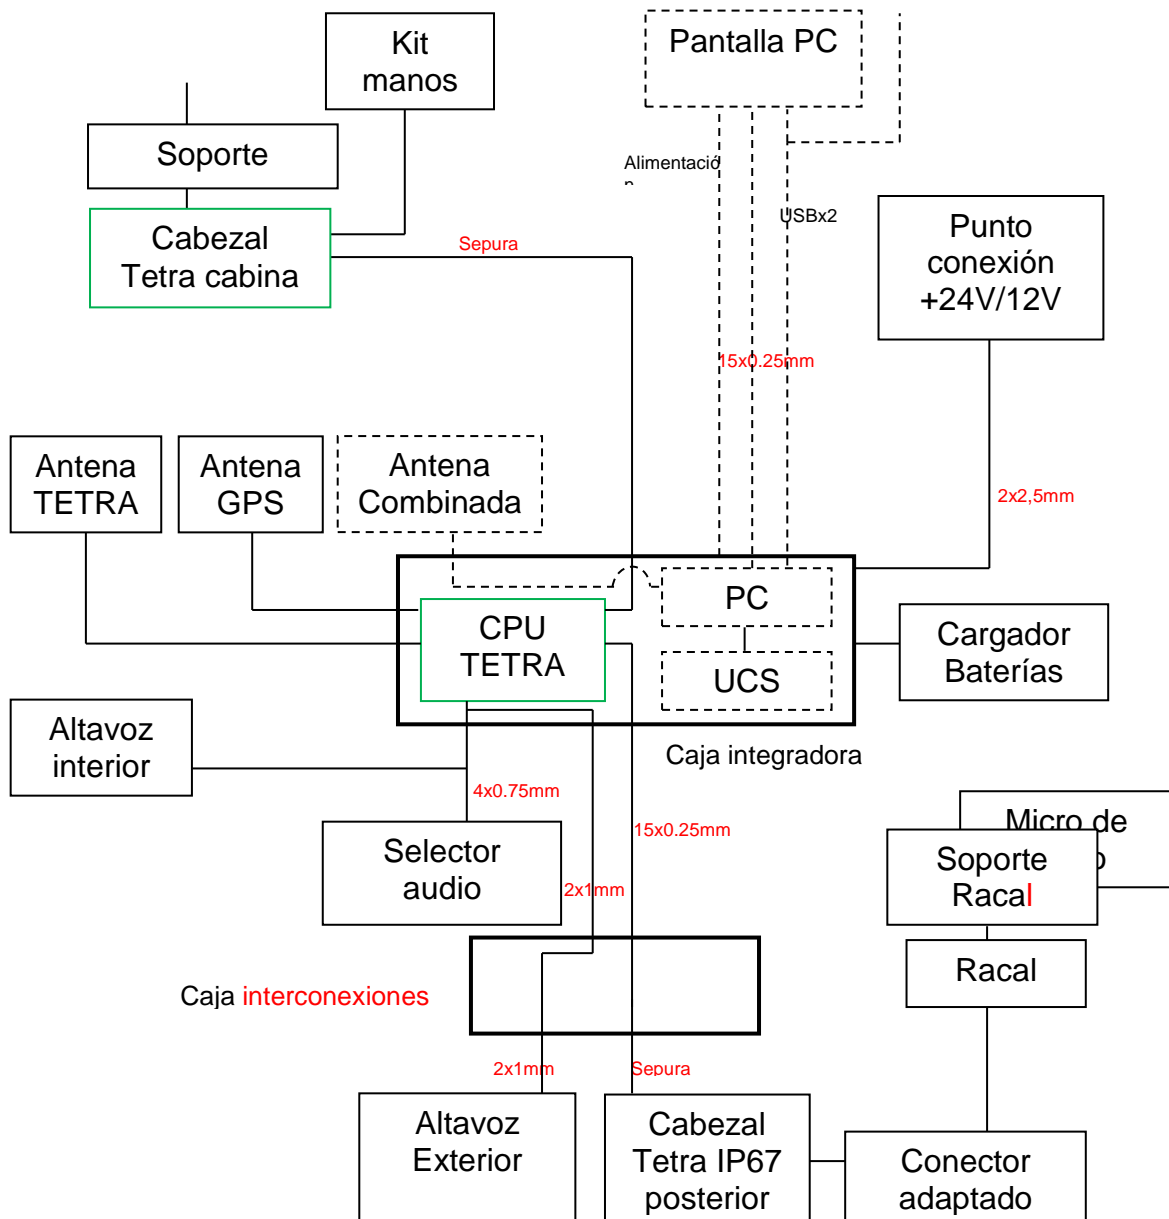 Kit
manos
Pantalla PC
Soporte
Alimentació
USBx2
Cabezal
Tetra cabina
Sepura
Punto
conexión
+24V/12V
15x0.25mm
2x2,5mm
Antena
TETRA
Antena
GPS
Antena
Combinada
PC
CPU
TETRA
UCS
Cargador
Baterías
Altavoz
interior
Caja integradora
4x0.75mm
15x0.25mm
Selector
audio
2x1mm
Micro de
Soporte
Racal
Racal
Caja interconexiones
2x1mm
Sepura
Altavoz
Exterior
Cabezal
Tetra IP67
posterior
Conector
adaptado